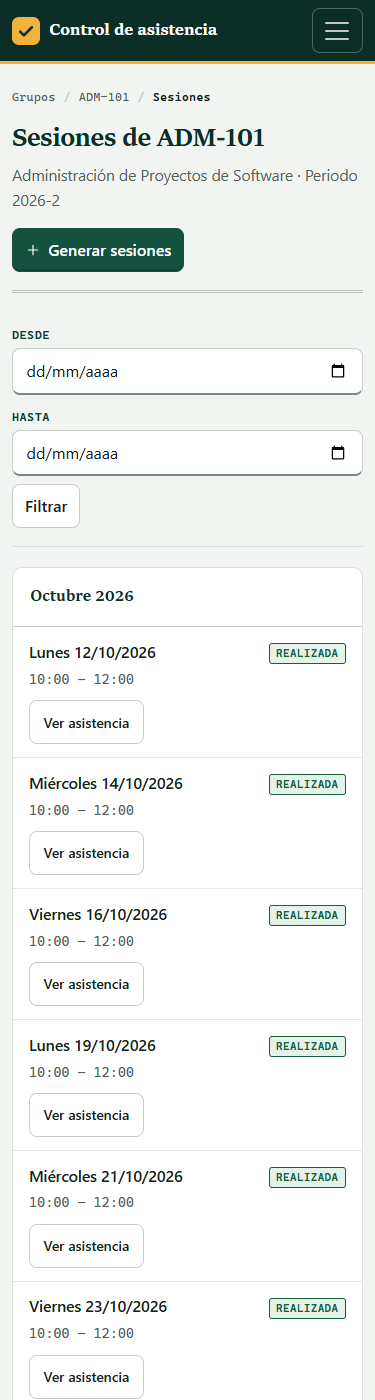 Control de asistencia
Grupos / ADM-101 / Sesiones
Sesiones de ADM-101
Administración de Proyectos de Software · Periodo
2026-2
+ Generar sesiones
DESDE
dd/mm/aaaa
HASTA
dd/mm/aaaa
Filtrar
Octubre 2026
Lunes 12/10/2026 REALIZADA
10:00 – 12:00
Ver asistencia
Miércoles 14/10/2026 REALIZADA
10:00 – 12:00
Ver asistencia
Viernes 16/10/2026 REALIZADA
10:00 – 12:00
Ver asistencia
Lunes 19/10/2026 REALIZADA
10:00 – 12:00
Ver asistencia
Miércoles 21/10/2026 REALIZADA
10:00 – 12:00
Ver asistencia
Viernes 23/10/2026 REALIZADA
10:00 – 12:00
Ver asistencia